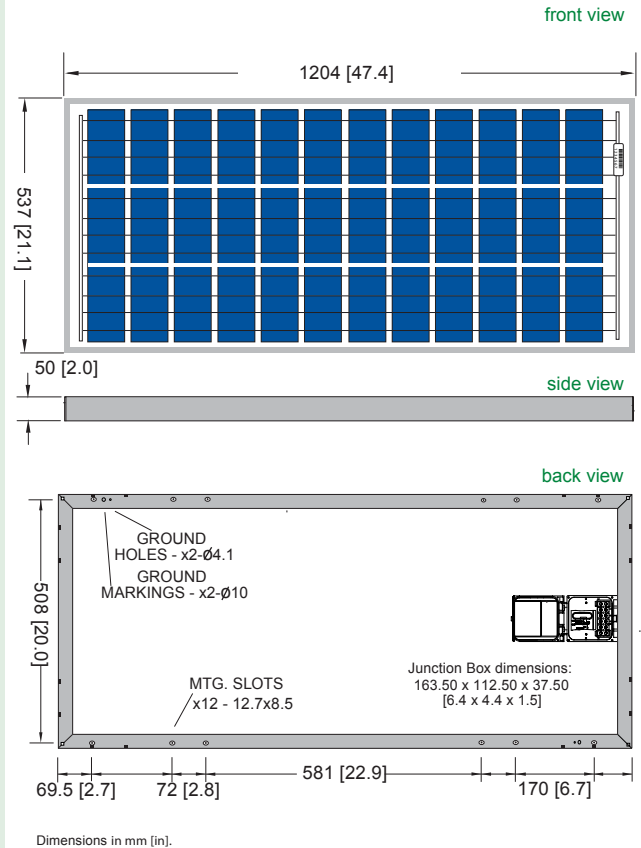 front view
1204 [47.4]
537 [21.1]
50 [2.0]
side view
back view
GROUND
HOLES - x2-Ø4.1
GROUND
MARKINGS - x2-Ø10
508 [20.0]
Junction Box dimensions:
163.50 x 112.50 x 37.50
[6.4 x 4.4 x 1.5]
MTG. SLOTS
x12 - 12.7x8.5
69.5 [2.7]
72 [2.8]
581 [22.9]
170 [6.7]
Dimensions in mm [in].